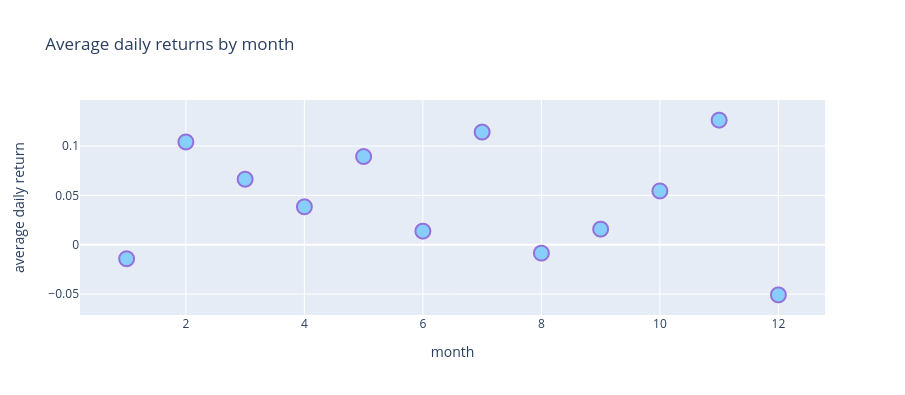 Average daily returns by month
average daily return
0.1
0.05
0
−0.05
2 4 6 8 10 12
month